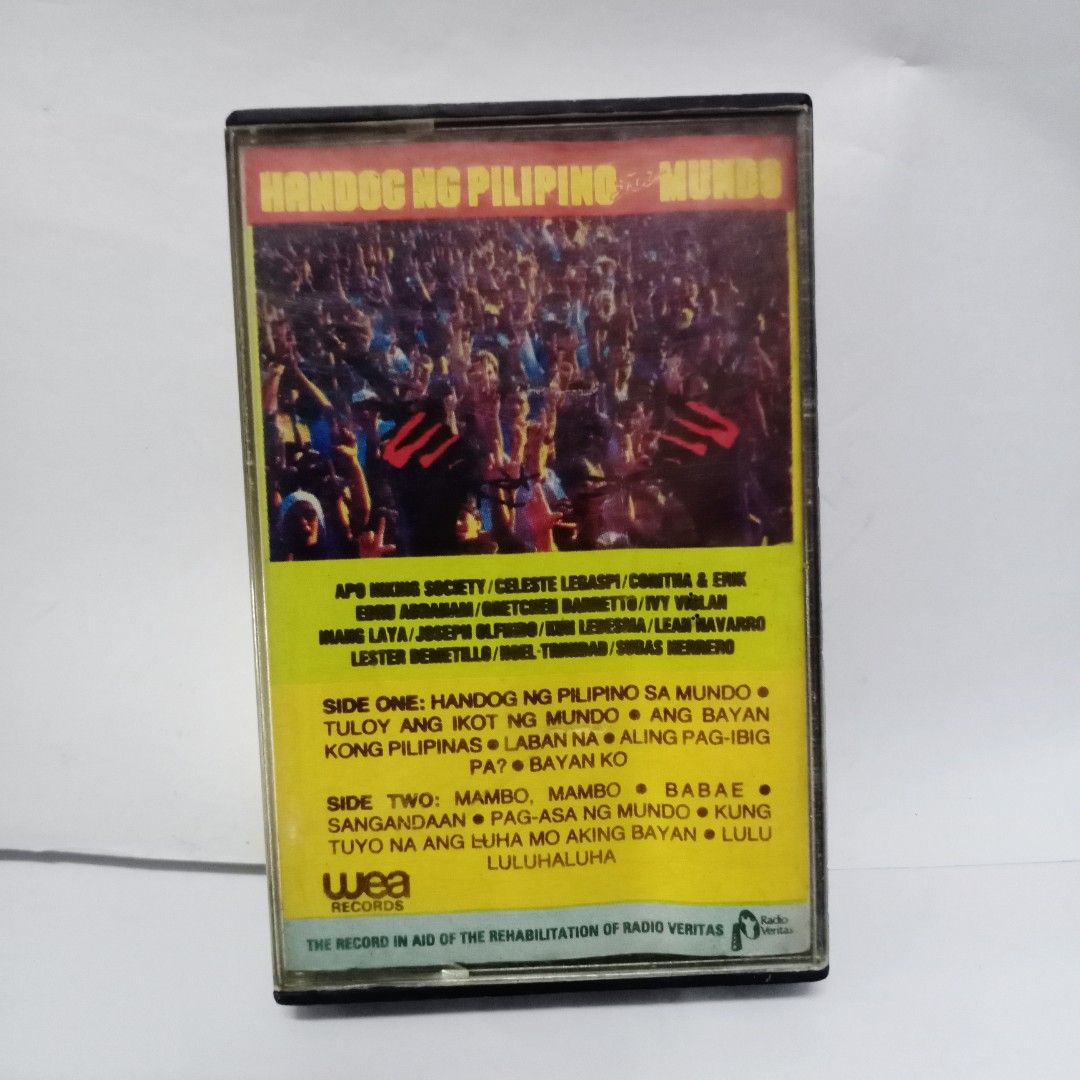 HANDOG NG PILIPINO SA MUNDO
APO HIKING SOCIETY/CELESTE LEGASPI/CORITHA & ERIK
EDRU ABRAHAM/GRETCHEN BARRETTO/IVY VIOLAN
INANG LAYA/JOSEPH OLFINDO/KUH LEDESMA/LEAH NAVARRO
LESTER DEMETILLO/NOEL TRINIDAD/SUBAS HERRERO
SIDE ONE: HANDOG NG PILIPINO SA MUNDO •
TULOY ANG IKOT NG MUNDO • ANG BAYAN
KONG PILIPINAS • LABAN NA • ALING PAG-IBIG
PA? • BAYAN KO
SIDE TWO: MAMBO, MAMBO • BABAE •
SANGANDAAN • PAG-ASA NG MUNDO • KUNG
TUYO NA ANG LUHA MO AKING BAYAN • LULU
LULUHALUHA
wea
RECORDS
THE RECORD IN AID OF THE REHABILITATION OF RADIO VERITAS
Radio
Veritas